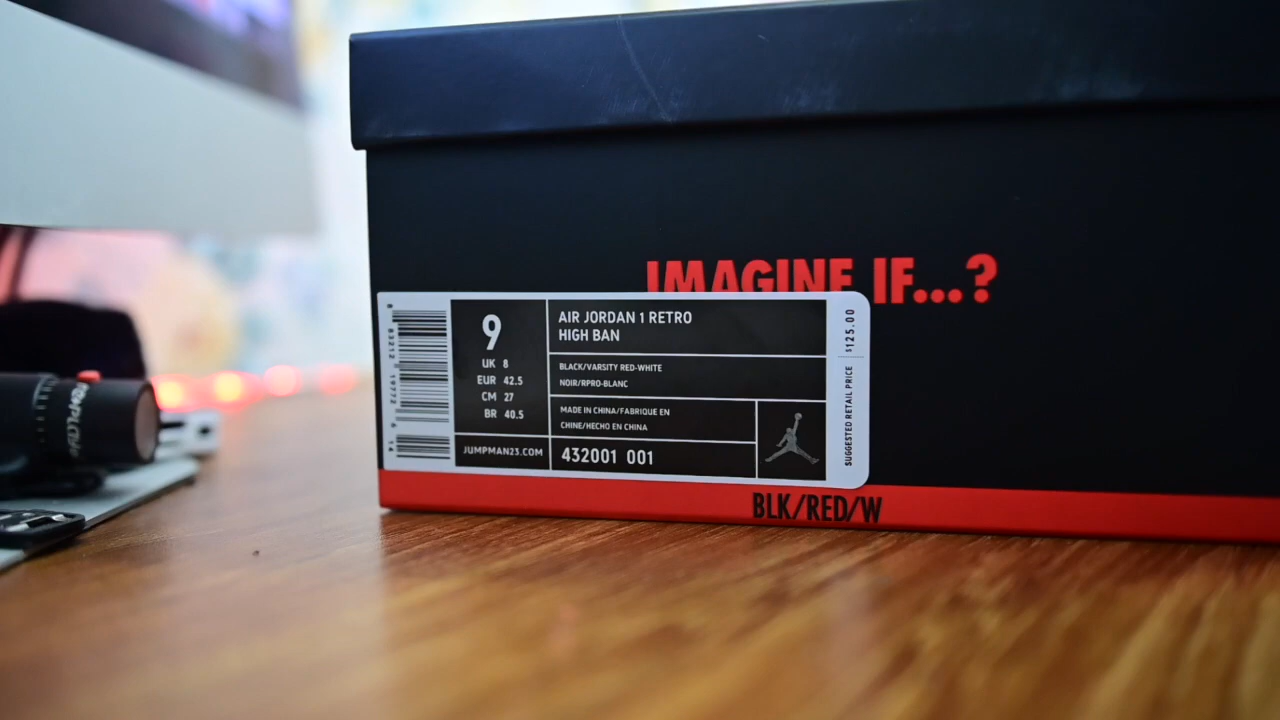 IMAGINE IF...?
9
UK 8
EUR 42.5
CM 27
BR 40.5
JUMPMAN23.COM
AIR JORDAN 1 RETRO
HIGH BAN
BLACK/VARSITY RED-WHITE
NOIR/RPRO-BLANC
MADE IN CHINA/FABRIQUE EN
CHINE/HECHO EN CHINA
432001 001
SUGGESTED RETAIL PRICE $125.00
BLK/RED/W